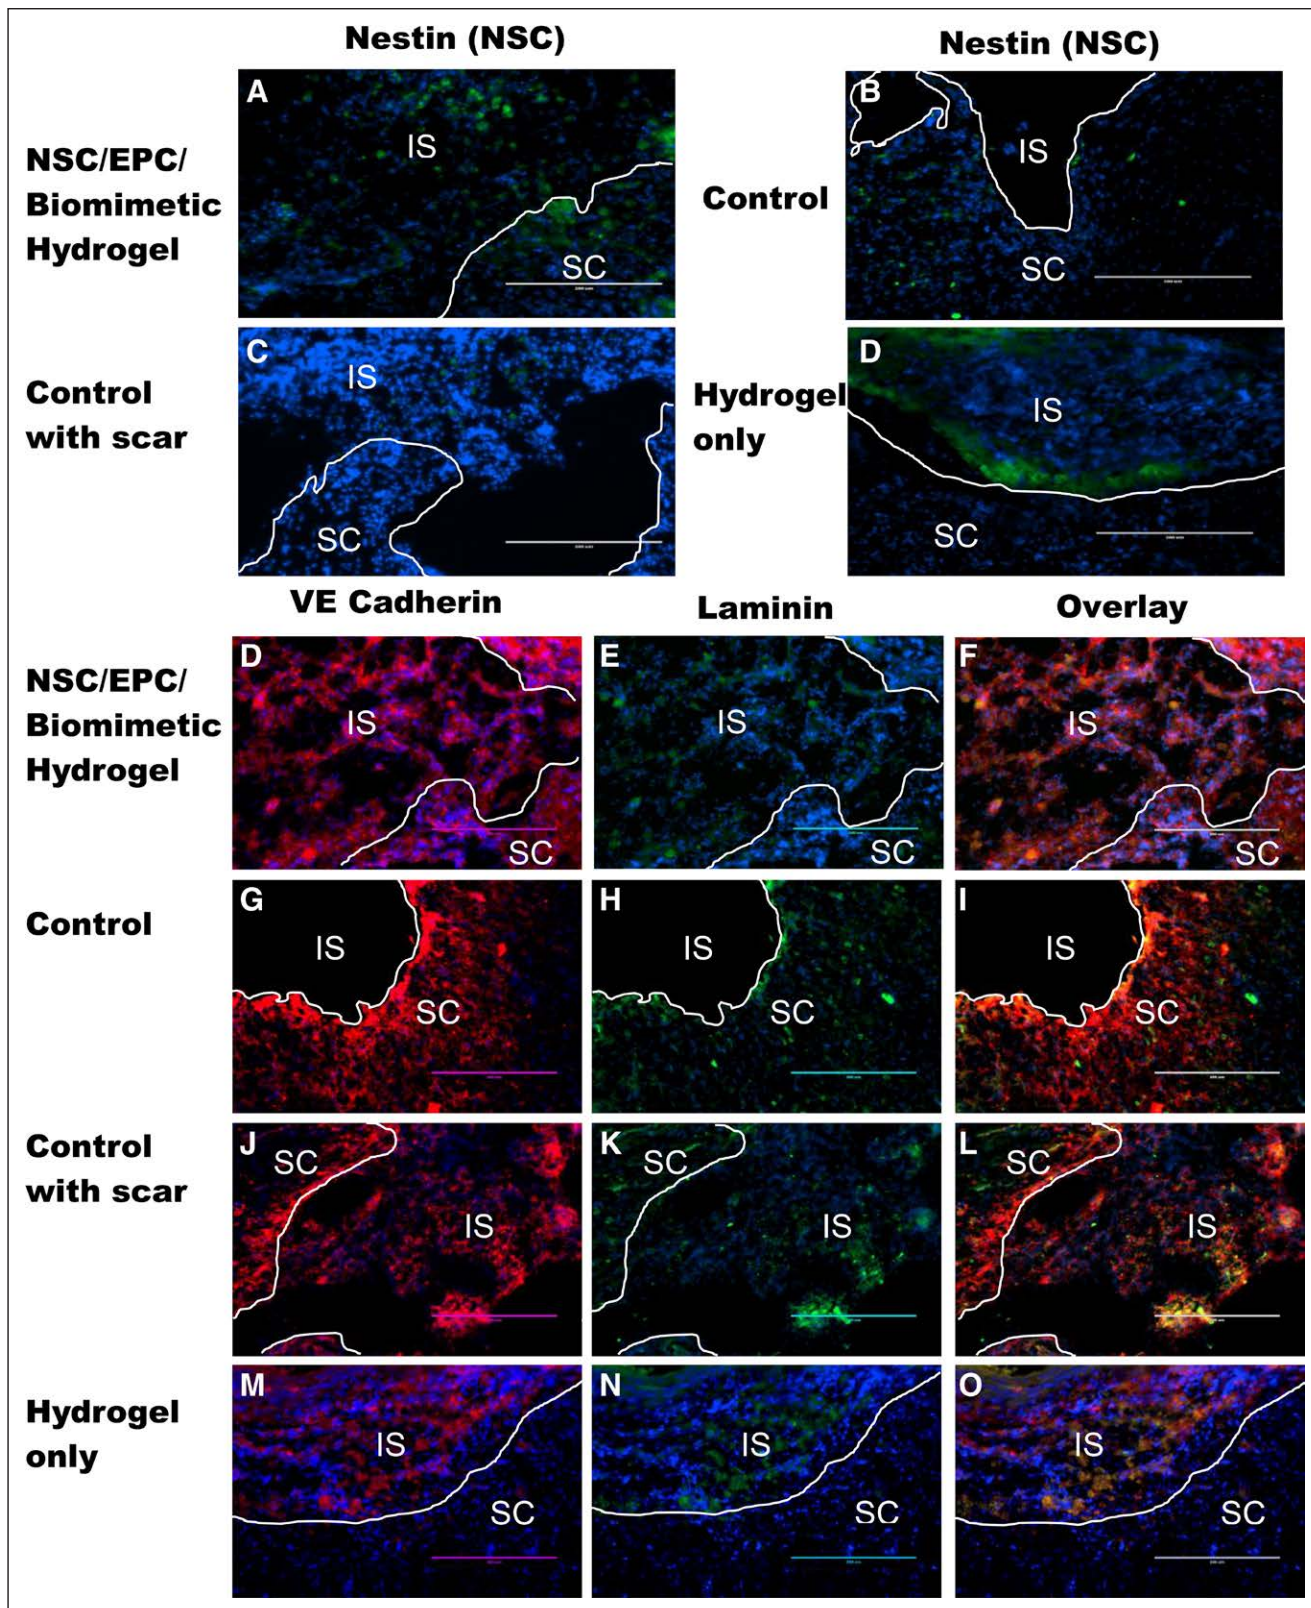 Nestin (NSC)
Nestin (NSC)
NSC/EPC/
Biomimetic
Hydrogel
A
IS
SC
Control
B
IS
SC
Control
with scar
C
IS
SC
Hydrogel
only
D
IS
SC
VE Cadherin
Laminin
Overlay
NSC/EPC/
Biomimetic
Hydrogel
D
IS
SC
E
IS
SC
F
IS
SC
Control
G
IS
SC
H
IS
SC
I
IS
SC
Control
with scar
J
SC
IS
K
SC
IS
L
SC
IS
Hydrogel
only
M
IS
SC
N
IS
SC
O
IS
SC